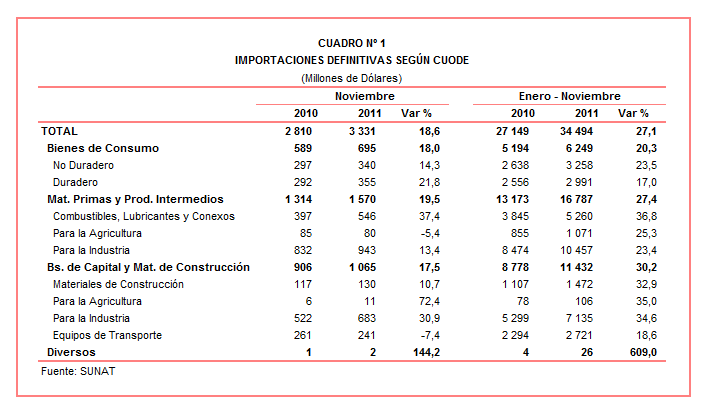 CUADRO Nº 1
IMPORTACIONES DEFINITIVAS SEGÚN CUODE
(Millones de Dólares)
Noviembre Enero - Noviembre
2010 2011 Var % 2010 2011 Var %
TOTAL 2 810 3 331 18,6 27 149 34 494 27,1
Bienes de Consumo 589 695 18,0 5 194 6 249 20,3
No Duradero 297 340 14,3 2 638 3 258 23,5
Duradero 292 355 21,8 2 556 2 991 17,0
Mat. Primas y Prod. Intermedios 1 314 1 570 19,5 13 173 16 787 27,4
Combustibles, Lubricantes y Conexos 397 546 37,4 3 845 5 260 36,8
Para la Agricultura 85 80 -5,4 855 1 071 25,3
Para la Industria 832 943 13,4 8 474 10 457 23,4
Bs. de Capital y Mat. de Construcción 906 1 065 17,5 8 778 11 432 30,2
Materiales de Construcción 117 130 10,7 1 107 1 472 32,9
Para la Agricultura 6 11 72,4 78 106 35,0
Para la Industria 522 683 30,9 5 299 7 135 34,6
Equipos de Transporte 261 241 -7,4 2 294 2 721 18,6
Diversos 1 2 144,2 4 26 609,0
Fuente: SUNAT